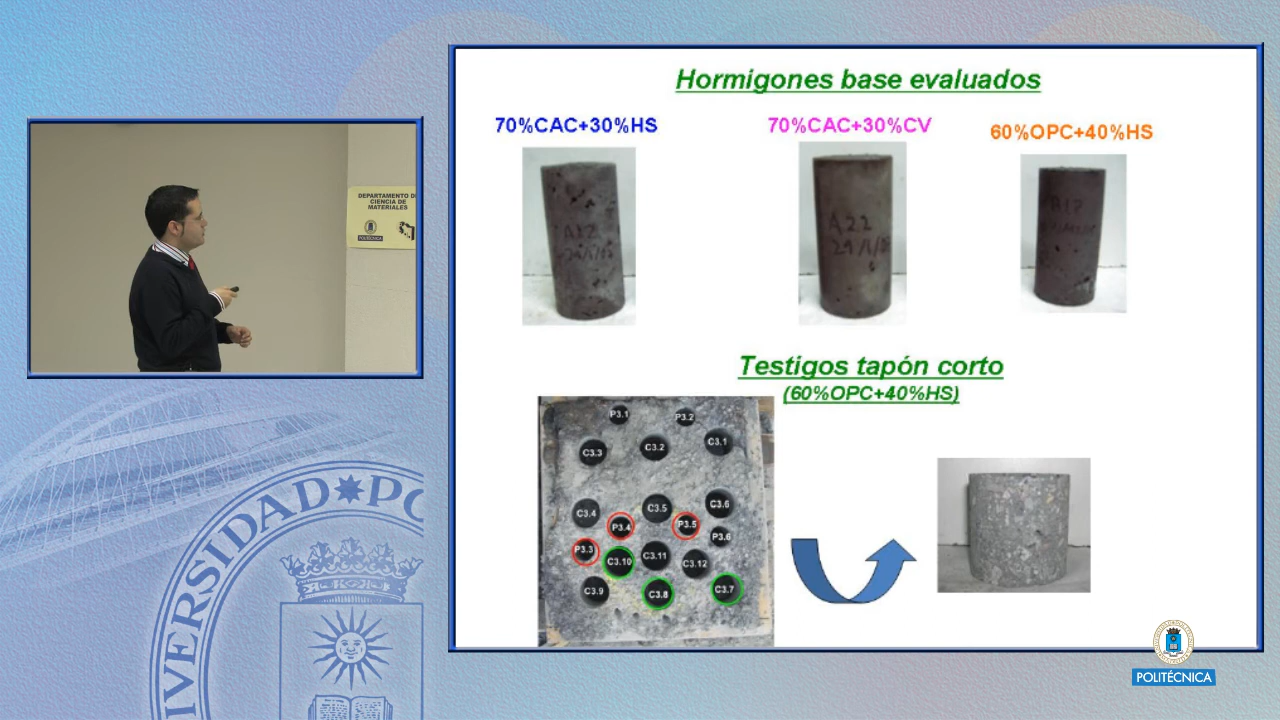 Hormigones base evaluados
70%CAC+30%HS
70%CAC+30%CV
60%OPC+40%HS
A22
Testigos tapón corto
(60%OPC+40%HS)
P3.1
P3.2
C3.3
C3.2
C3.1
C3.4
C3.5
C3.6
P3.4
P3.5
P3.6
P3.3
C3.10
C3.11
C3.12
C3.9
C3.8
C3.7
DEPARTAMENTO D
CIENCIA DE
MATERIALES
POLITÉCNICA
VERSIDAD PO
POLITÉCNICA